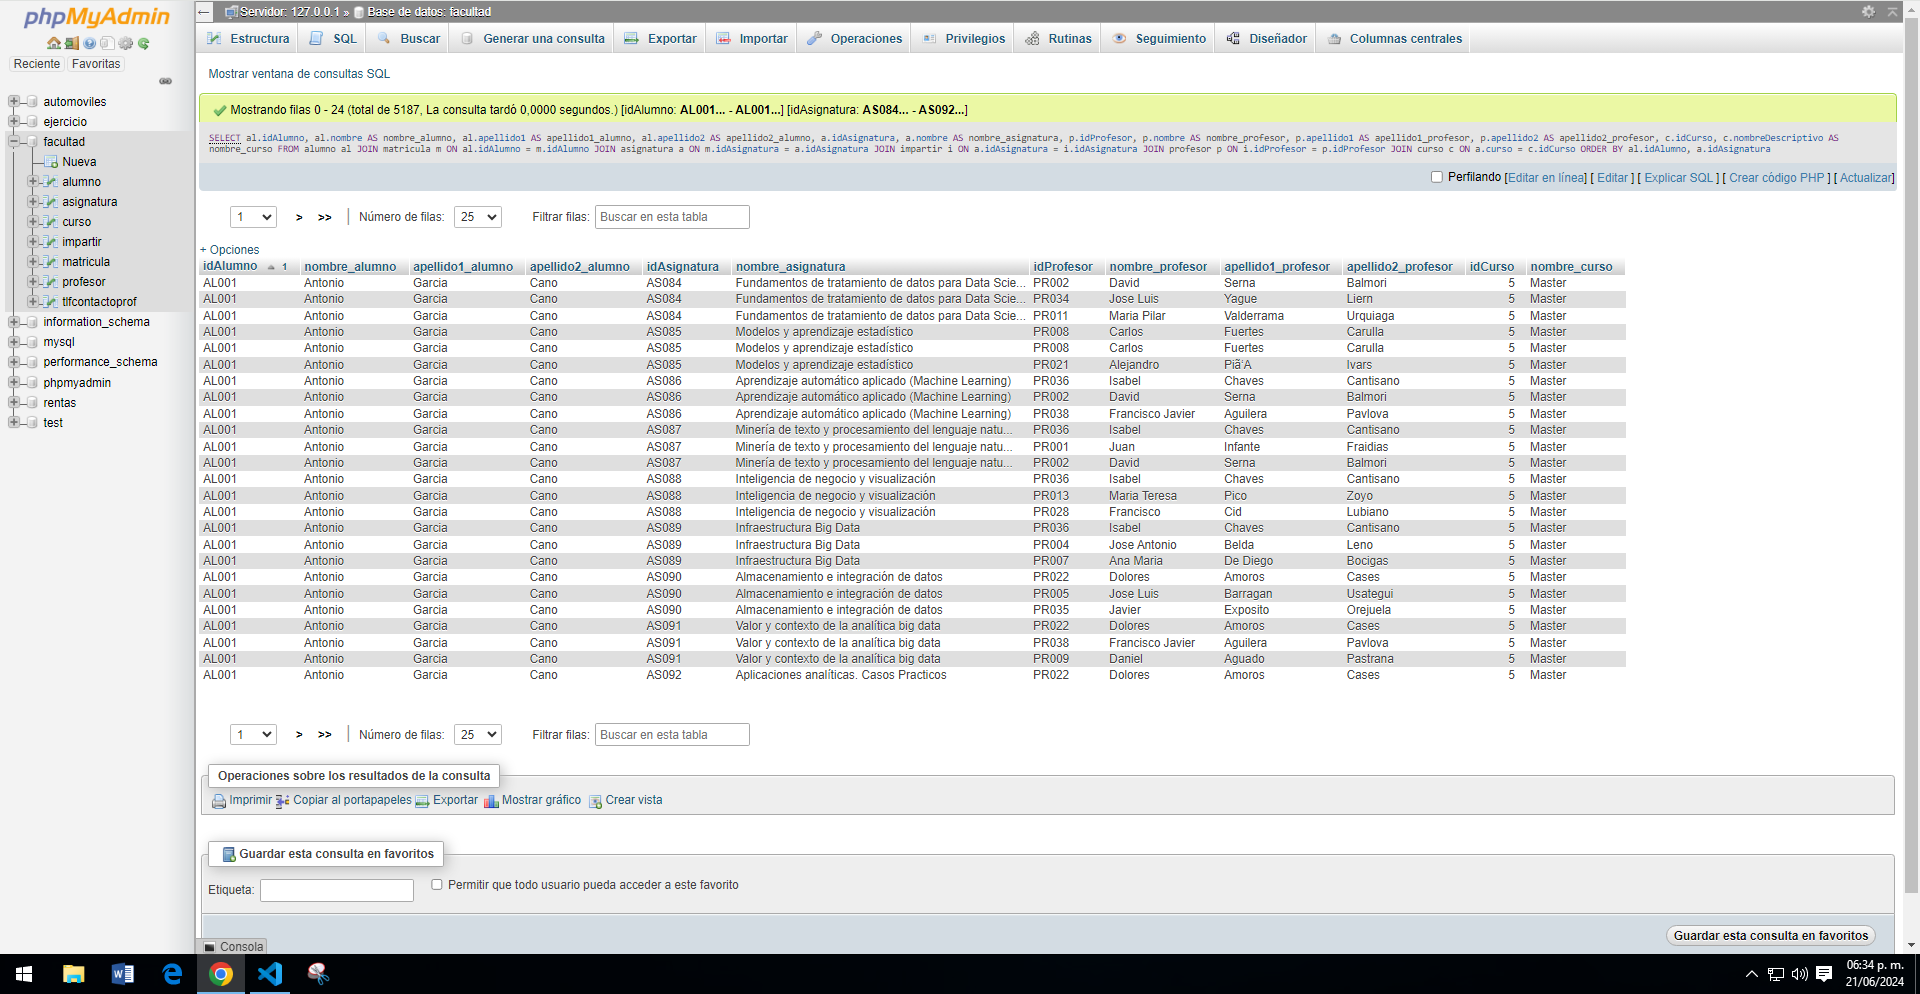 phpMyAdmin
Reciente Favoritas
automoviles
ejercicio
facultad
Nueva
alumno
asignatura
curso
impartir
matricula
profesor
tlfcontactoprof
information_schema
mysql
performance_schema
phpmyadmin
rentas
test
Servidor: 127.0.0.1 » Base de datos: facultad
Estructura SQL Buscar Generar una consulta Exportar Importar Operaciones Privilegios Rutinas Seguimiento Diseñador Columnas centrales
Mostrar ventana de consultas SQL
Mostrando filas 0 - 24 (total de 5187, La consulta tardó 0,0000 segundos.) [idAlumno: AL001... - AL001...] [idAsignatura: AS084... - AS092...]
SELECT al.idAlumno, al.nombre AS nombre_alumno, al.apellido1 AS apellido1_alumno, al.apellido2 AS apellido2_alumno, a.idAsignatura, a.nombre AS nombre_asignatura, p.idProfesor, p.nombre AS nombre_profesor, p.apellido1 AS apellido1_profesor, p.apellido2 AS apellido2_profesor, c.idCurso, c.nombreDescriptivo AS
nombre_curso FROM alumno al JOIN matricula m ON al.idAlumno = m.idAlumno JOIN asignatura a ON m.idAsignatura = a.idAsignatura JOIN impartir i ON a.idAsignatura = i.idAsignatura JOIN profesor p ON i.idProfesor = p.idProfesor JOIN curso c ON a.curso = c.idCurso ORDER BY al.idAlumno, a.idAsignatura
Perfilando [Editar en línea] [ Editar ] [ Explicar SQL ] [ Crear código PHP ] [ Actualizar]
1 > >> | Número de filas: 25 Filtrar filas: Buscar en esta tabla
+ Opciones
idAlumno 1 nombre_alumno apellido1_alumno apellido2_alumno idAsignatura nombre_asignatura idProfesor nombre_profesor apellido1_profesor apellido2_profesor idCurso nombre_curso
AL001 Antonio Garcia Cano AS084 Fundamentos de tratamiento de datos para Data Scie... PR002 David Serna Balmori 5 Master
AL001 Antonio Garcia Cano AS084 Fundamentos de tratamiento de datos para Data Scie... PR034 Jose Luis Yague Liern 5 Master
AL001 Antonio Garcia Cano AS084 Fundamentos de tratamiento de datos para Data Scie... PR011 Maria Pilar Valderrama Urquiaga 5 Master
AL001 Antonio Garcia Cano AS085 Modelos y aprendizaje estadístico PR008 Carlos Fuertes Carulla 5 Master
AL001 Antonio Garcia Cano AS085 Modelos y aprendizaje estadístico PR008 Carlos Fuertes Carulla 5 Master
AL001 Antonio Garcia Cano AS085 Modelos y aprendizaje estadístico PR021 Alejandro Piã'A Ivars 5 Master
AL001 Antonio Garcia Cano AS086 Aprendizaje automático aplicado (Machine Learning) PR036 Isabel Chaves Cantisano 5 Master
AL001 Antonio Garcia Cano AS086 Aprendizaje automático aplicado (Machine Learning) PR002 David Serna Balmori 5 Master
AL001 Antonio Garcia Cano AS086 Aprendizaje automático aplicado (Machine Learning) PR038 Francisco Javier Aguilera Pavlova 5 Master
AL001 Antonio Garcia Cano AS087 Minería de texto y procesamiento del lenguaje natu... PR036 Isabel Chaves Cantisano 5 Master
AL001 Antonio Garcia Cano AS087 Minería de texto y procesamiento del lenguaje natu... PR001 Juan Infante Fraidias 5 Master
AL001 Antonio Garcia Cano AS087 Minería de texto y procesamiento del lenguaje natu... PR002 David Serna Balmori 5 Master
AL001 Antonio Garcia Cano AS088 Inteligencia de negocio y visualización PR036 Isabel Chaves Cantisano 5 Master
AL001 Antonio Garcia Cano AS088 Inteligencia de negocio y visualización PR013 Maria Teresa Pico Zoyo 5 Master
AL001 Antonio Garcia Cano AS088 Inteligencia de negocio y visualización PR028 Francisco Cid Lubiano 5 Master
AL001 Antonio Garcia Cano AS089 Infraestructura Big Data PR036 Isabel Chaves Cantisano 5 Master
AL001 Antonio Garcia Cano AS089 Infraestructura Big Data PR004 Jose Antonio Belda Leno 5 Master
AL001 Antonio Garcia Cano AS089 Infraestructura Big Data PR007 Ana Maria De Diego Bocigas 5 Master
AL001 Antonio Garcia Cano AS090 Almacenamiento e integración de datos PR022 Dolores Amoros Cases 5 Master
AL001 Antonio Garcia Cano AS090 Almacenamiento e integración de datos PR005 Jose Luis Barragan Usategui 5 Master
AL001 Antonio Garcia Cano AS090 Almacenamiento e integración de datos PR035 Javier Exposito Orejuela 5 Master
AL001 Antonio Garcia Cano AS091 Valor y contexto de la analítica big data PR022 Dolores Amoros Cases 5 Master
AL001 Antonio Garcia Cano AS091 Valor y contexto de la analítica big data PR038 Francisco Javier Aguilera Pavlova 5 Master
AL001 Antonio Garcia Cano AS091 Valor y contexto de la analítica big data PR009 Daniel Aguado Pastrana 5 Master
AL001 Antonio Garcia Cano AS092 Aplicaciones analíticas. Casos Practicos PR022 Dolores Amoros Cases 5 Master
1 > >> | Número de filas: 25 Filtrar filas: Buscar en esta tabla
Operaciones sobre los resultados de la consulta
Imprimir Copiar al portapapeles Exportar Mostrar gráfico Crear vista
Guardar esta consulta en favoritos
Etiqueta: Permitir que todo usuario pueda acceder a este favorito
Guardar esta consulta en favoritos
Consola
06:34 p. m.
21/06/2024